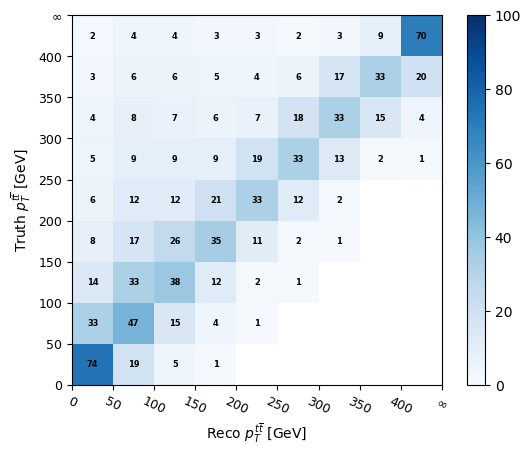 ∞
400
350
300
250
200
150
100
50
0
Truth $p_T^{t\bar{t}}$ [GeV]
2 4 4 3 3 2 3 9 70
3 6 6 5 4 6 17 33 20
4 8 7 6 7 18 33 15 4
5 9 9 9 19 33 13 2 1
6 12 12 21 33 12 2
8 17 26 35 11 2 1
14 33 38 12 2 1
33 47 15 4 1
74 19 5 1
0 50 100 150 200 250 300 350 400 ∞
Reco $p_T^{t\bar{t}}$ [GeV]
100
80
60
40
20
0